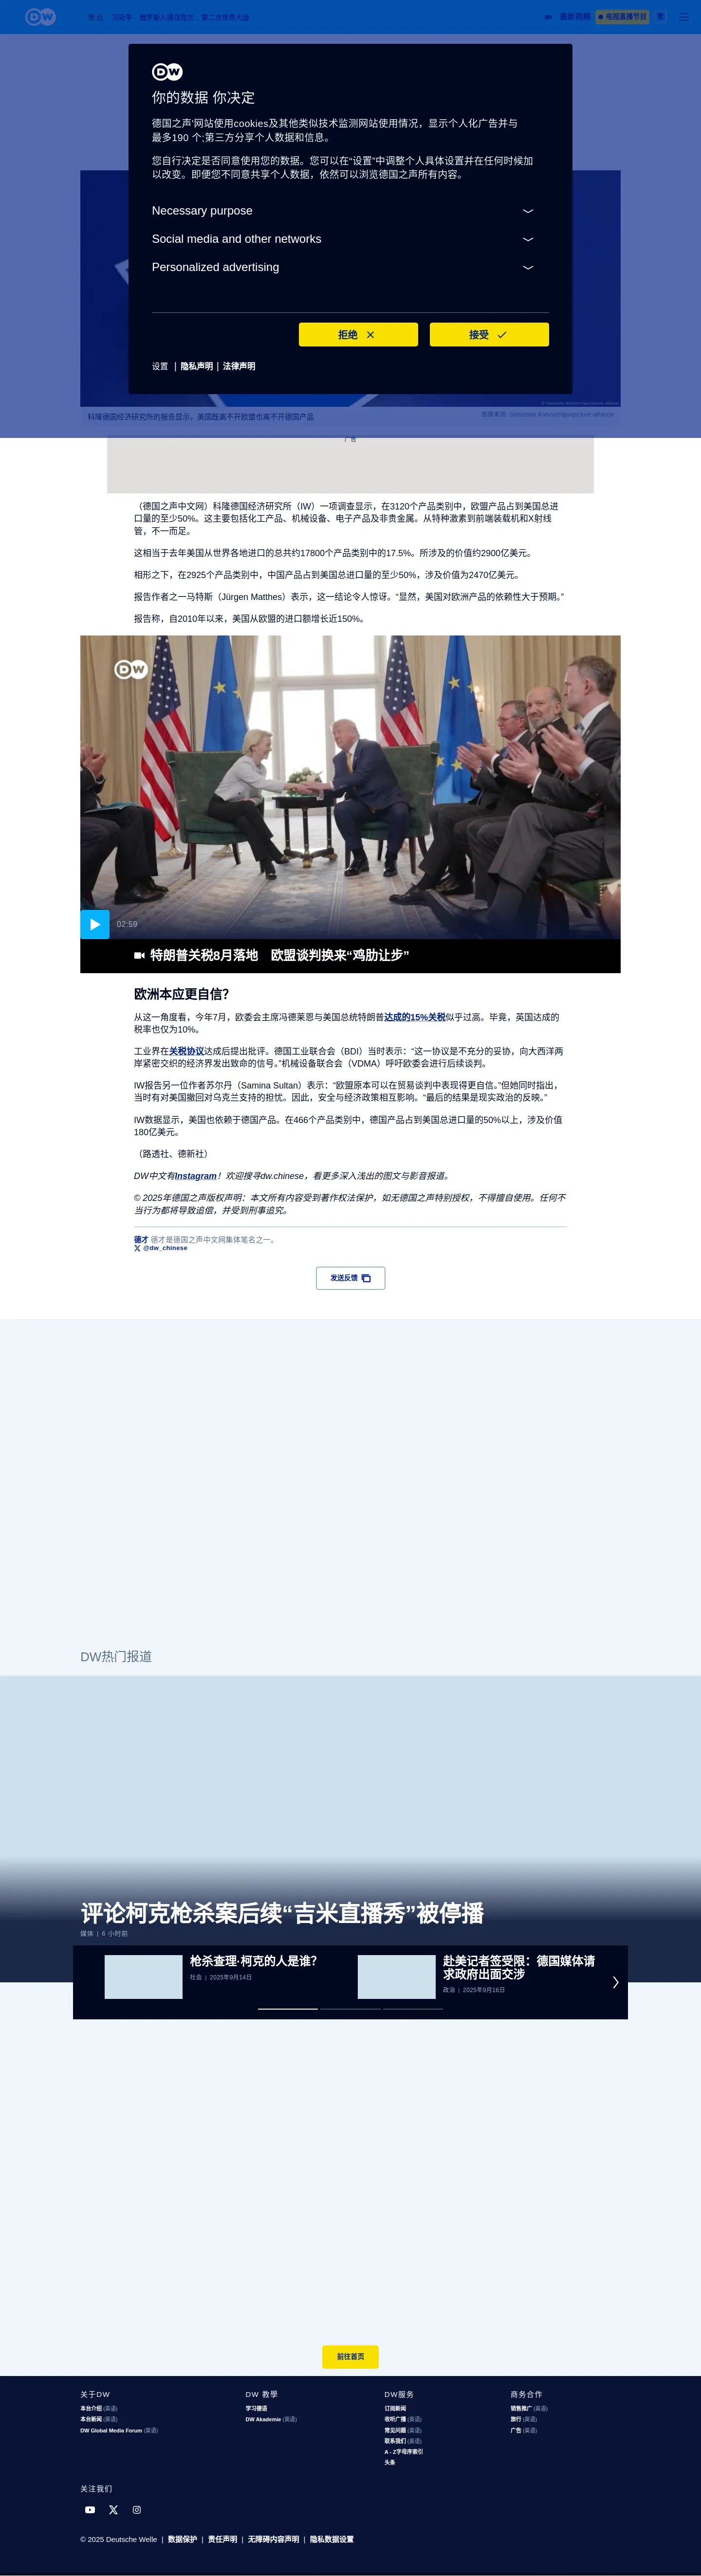 DW
焦点 习近平 俄罗斯入侵乌克兰 第二次世界大战
最新视频 电视直播节目 繁
DW
你的数据 你决定
德国之声网站使用cookies及其他类似技术监测网站使用情况，显示个人化广告并与
最多190 个;第三方分享个人数据和信息。
您自行决定是否同意使用您的数据。您可以在“设置”中调整个人具体设置并在任何时候加
以改变。即便您不同意共享个人数据，依然可以浏览德国之声所有内容。
Necessary purpose
Social media and other networks
Personalized advertising
拒绝
接受
设置 | 隐私声明 | 法律声明
科隆德国经济研究所的报告显示，美国既离不开欧盟也离不开德国产品
广告
（德国之声中文网）科隆德国经济研究所（IW）一项调查显示，在3120个产品类别中，欧盟产品占到美国总进
口量的至少50%。这主要包括化工产品、机械设备、电子产品及非贵金属。从特种激素到前端装载机和X射线
管，不一而足。
这相当于去年美国从世界各地进口的总共约17800个产品类别中的17.5%。所涉及的价值约2900亿美元。
相形之下，在2925个产品类别中，中国产品占到美国总进口量的至少50%，涉及价值为2470亿美元。
报告作者之一马特斯（Jürgen Matthes）表示，这一结论令人惊讶。“显然，美国对欧洲产品的依赖性大于预期。”
报告称，自2010年以来，美国从欧盟的进口额增长近150%。
DW
02:59
特朗普关税8月落地　欧盟谈判换来“鸡肋让步”
欧洲本应更自信？
从这一角度看，今年7月，欧委会主席冯德莱恩与美国总统特朗普达成的15%关税似乎过高。毕竟，英国达成的
税率也仅为10%。
工业界在关税协议达成后提出批评。德国工业联合会（BDI）当时表示：“这一协议是不充分的妥协，向大西洋两
岸紧密交织的经济界发出致命的信号。”机械设备联合会（VDMA）呼吁欧委会进行后续谈判。
IW报告另一位作者苏尔丹（Samina Sultan）表示：“欧盟原本可以在贸易谈判中表现得更自信。”但她同时指出，
当时有对美国撤回对乌克兰支持的担忧。因此，安全与经济政策相互影响。“最后的结果是现实政治的反映。”
IW数据显示，美国也依赖于德国产品。在466个产品类别中，德国产品占到美国总进口量的50%以上，涉及价值
180亿美元。
（路透社、德新社）
DW中文有Instagram！欢迎搜寻dw.chinese，看更多深入浅出的图文与影音报道。
© 2025年德国之声版权声明：本文所有内容受到著作权法保护，如无德国之声特别授权，不得擅自使用。任何不
当行为都将导致追偿，并受到刑事追究。
德才 德才是德国之声中文网集体笔名之一。
@dw_chinese
发送反馈
DW热门报道
评论柯克枪杀案后续“吉米直播秀”被停播
媒体 | 6 小时前
枪杀查理·柯克的人是谁？
社会 | 2025年9月14日
赴美记者签受限：德国媒体请
求政府出面交涉
政治 | 2025年9月16日
前往首页
关于DW
本台介绍 (英语)
本台新闻 (英语)
DW Global Media Forum (英语)
DW 教學
学习德语
DW Akademie (英语)
DW服务
订阅新闻
收听广播 (英语)
常见问题 (英语)
联系我们 (英语)
A - Z字母序索引
头条
商务合作
销售推广 (英语)
旅行 (英语)
广告 (英语)
关注我们
© 2025 Deutsche Welle | 数据保护 | 责任声明 | 无障碍内容声明 | 隐私数据设置